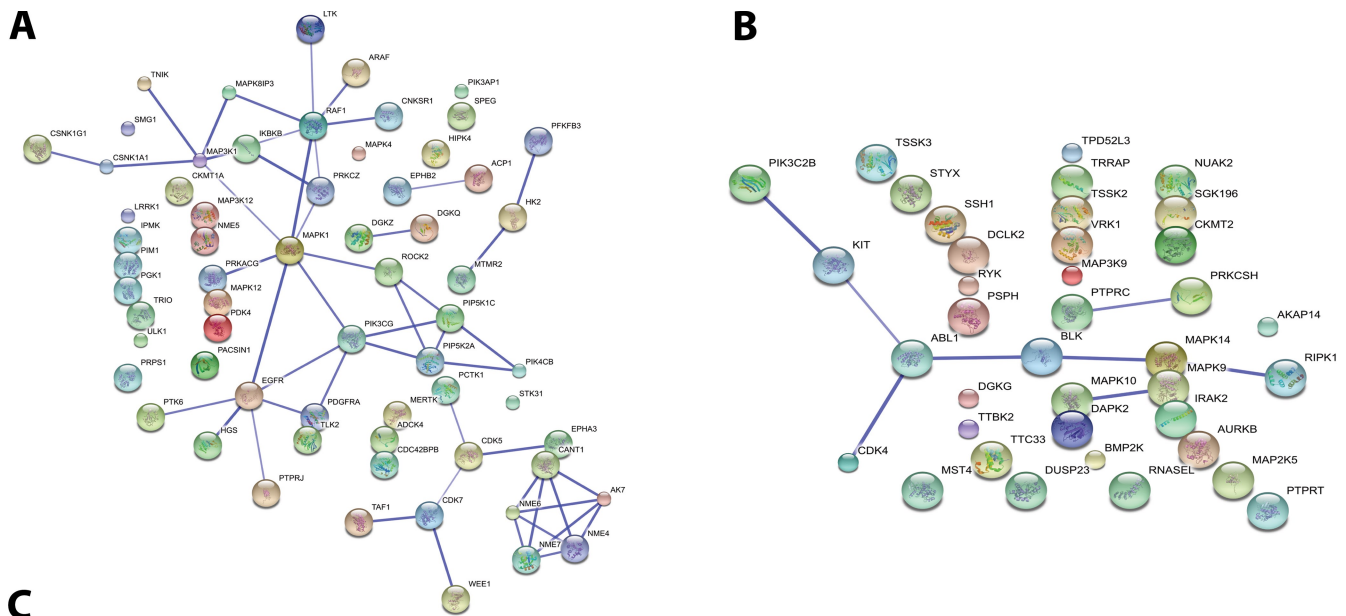 A
LTK
ARAF
TNIK
MAPK8IP3
PIK3AP1
SPEG
RAF1
CNKSR1
SMG1
IKBKB
PFKFB3
CSNK1G1
MAP3K1
MAPK4
HIPK4
CSNK1A1
ACP1
CKMT1A
PRKCZ
EPHB2
LRRK1
MAP3K12
HK2
IPMK
NME5
DGKZ
DGKQ
PIM1
MAPK1
ROCK2
MTMR2
PGK1
PRKACG
TRIO
MAPK12
PIP5K1C
ULK1
PDK4
PIK3CG
PACSIN1
PIP5K2A
PIK4CB
PRPS1
EGFR
PCTK1
STK31
PTK6
PDGFRA
MERTK
HGS
TLK2
ADCK4
CDK5
EPHA3
CDC42BPB
CANT1
PTPRJ
AK7
TAF1
CDK7
NME6
NME4
NME7
WEE1
B
TSSK3
TPD52L3
PIK3C2B
STYX
TRRAP
NUAK2
TSSK2
SGK196
SSH1
VRK1
CKMT2
DCLK2
KIT
MAP3K9
RYK
PRKCSH
PSPH
PTPRC
AKAP14
ABL1
BLK
MAPK14
MAPK9
RIPK1
DGKG
MAPK10
IRAK2
TTBK2
DAPK2
AURKB
TTC33
BMP2K
CDK4
MST4
DUSP23
RNASEL
MAP2K5
PTPRT
C